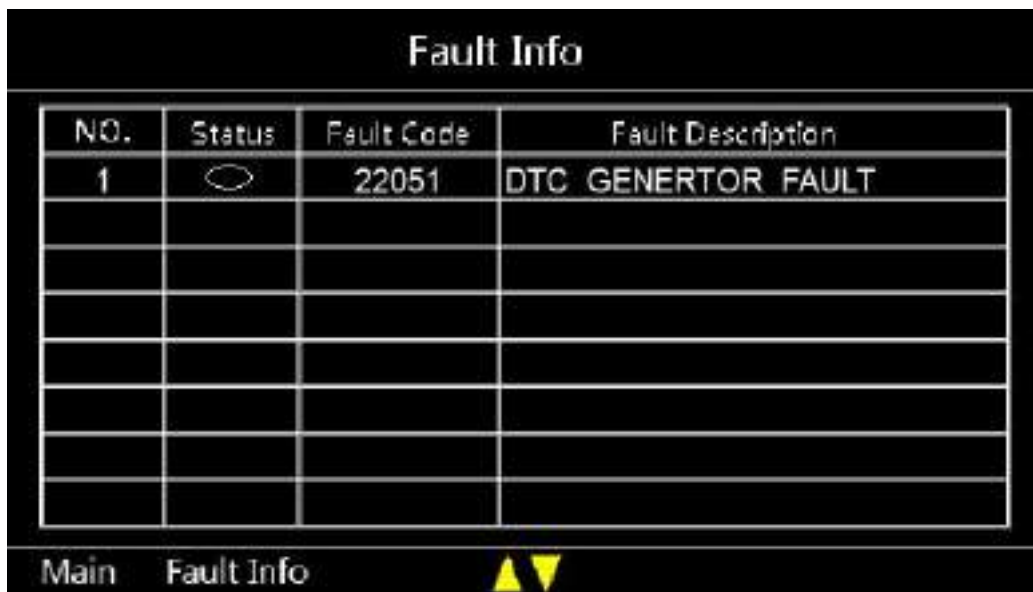 Fault Info
NO. Status Fault Code Fault Description
1 22051 DTC GENERTOR FAULT
Main Fault Info